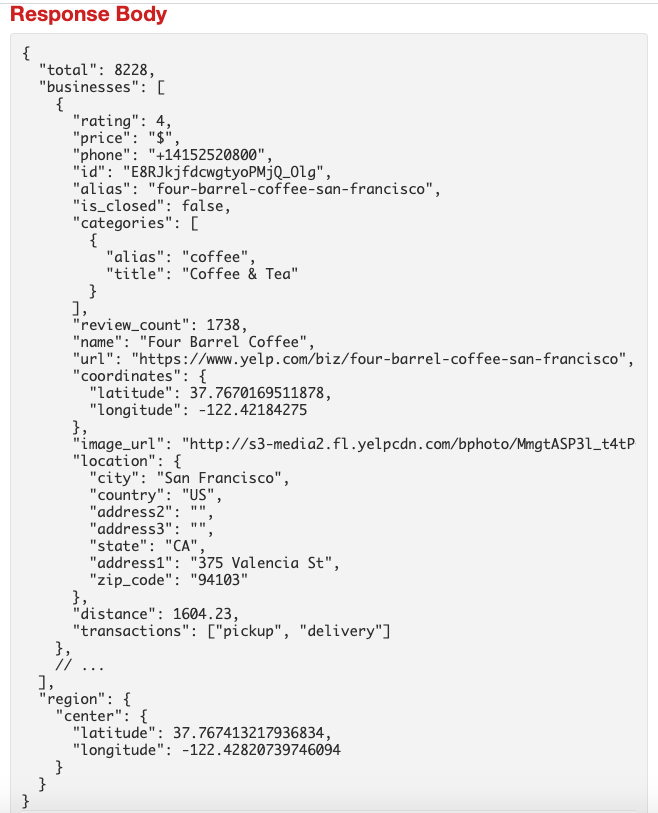 Response Body
{
  "total": 8228,
  "businesses": [
    {
      "rating": 4,
      "price": "$",
      "phone": "+14152520800",
      "id": "E8RJkjfdcwgtyoPMjQ_Olg",
      "alias": "four-barrel-coffee-san-francisco",
      "is_closed": false,
      "categories": [
        {
          "alias": "coffee",
          "title": "Coffee & Tea"
        }
      ],
      "review_count": 1738,
      "name": "Four Barrel Coffee",
      "url": "https://www.yelp.com/biz/four-barrel-coffee-san-francisco",
      "coordinates": {
        "latitude": 37.7670169511878,
        "longitude": -122.42184275
      },
      "image_url": "http://s3-media2.fl.yelpcdn.com/bphoto/MmgtASP3l_t4tP
      "location": {
        "city": "San Francisco",
        "country": "US",
        "address2": "",
        "address3": "",
        "state": "CA",
        "address1": "375 Valencia St",
        "zip_code": "94103"
      },
      "distance": 1604.23,
      "transactions": ["pickup", "delivery"]
    },
    // ...
  ],
  "region": {
    "center": {
      "latitude": 37.767413217936834,
      "longitude": -122.42820739746094
    }
  }
}